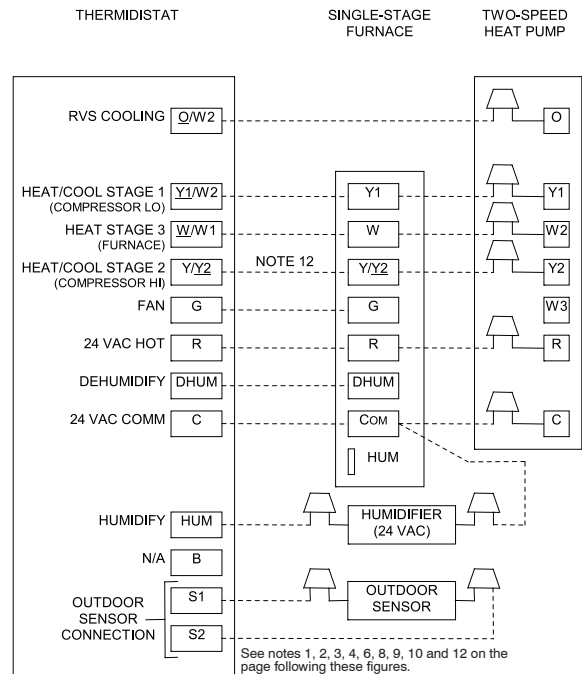 THERMIDISTAT
SINGLE-STAGE
FURNACE
TWO-SPEED
HEAT PUMP
RVS COOLING O/W2 O
HEAT/COOL STAGE 1 Y1/W2 Y1 Y1
(COMPRESSOR LO)
HEAT STAGE 3 W/W1 W W2
(FURNACE)
NOTE 12
HEAT/COOL STAGE 2 Y/Y2 Y/Y2 Y2
(COMPRESSOR HI)
FAN G G W3
24 VAC HOT R R R
DEHUMIDIFY DHUM DHUM
24 VAC COMM C COM C
HUM
HUMIDIFY HUM HUMIDIFIER
(24 VAC)
N/A B
OUTDOOR
SENSOR
CONNECTION
S1
S2
OUTDOOR
SENSOR
See notes 1, 2, 3, 4, 6, 8, 9, 10 and 12 on the
page following these figures.